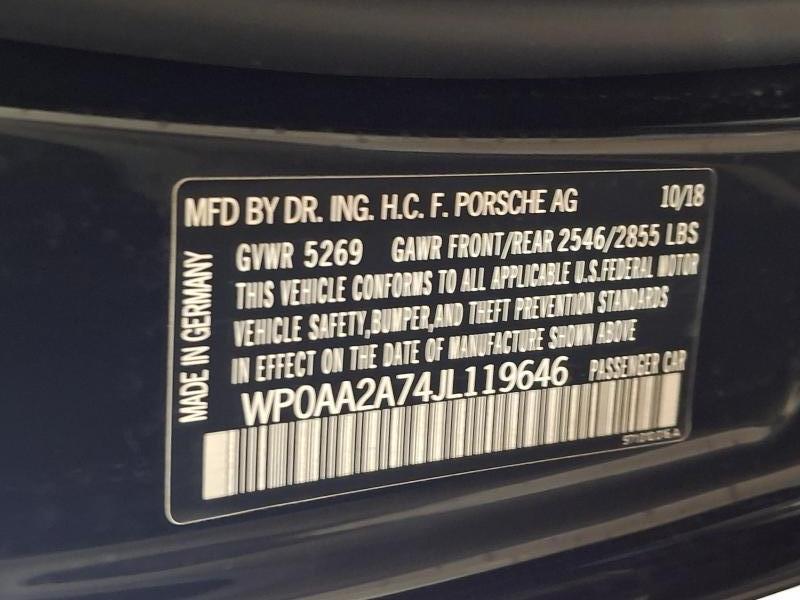 MFD BY DR. ING. H.C. F. PORSCHE AG 10/18
GVWR 5269 GAWR FRONT/REAR 2546/2855 LBS
THIS VEHICLE CONFORMS TO ALL APPLICABLE U.S.FEDERAL MOTOR
VEHICLE SAFETY,BUMPER,AND THEFT PREVENTION STANDARDS
IN EFFECT ON THE DATE OF MANUFACTURE SHOWN ABOVE
WP0AA2A74JL119646 PASSENGER CAR
MADE IN GERMANY